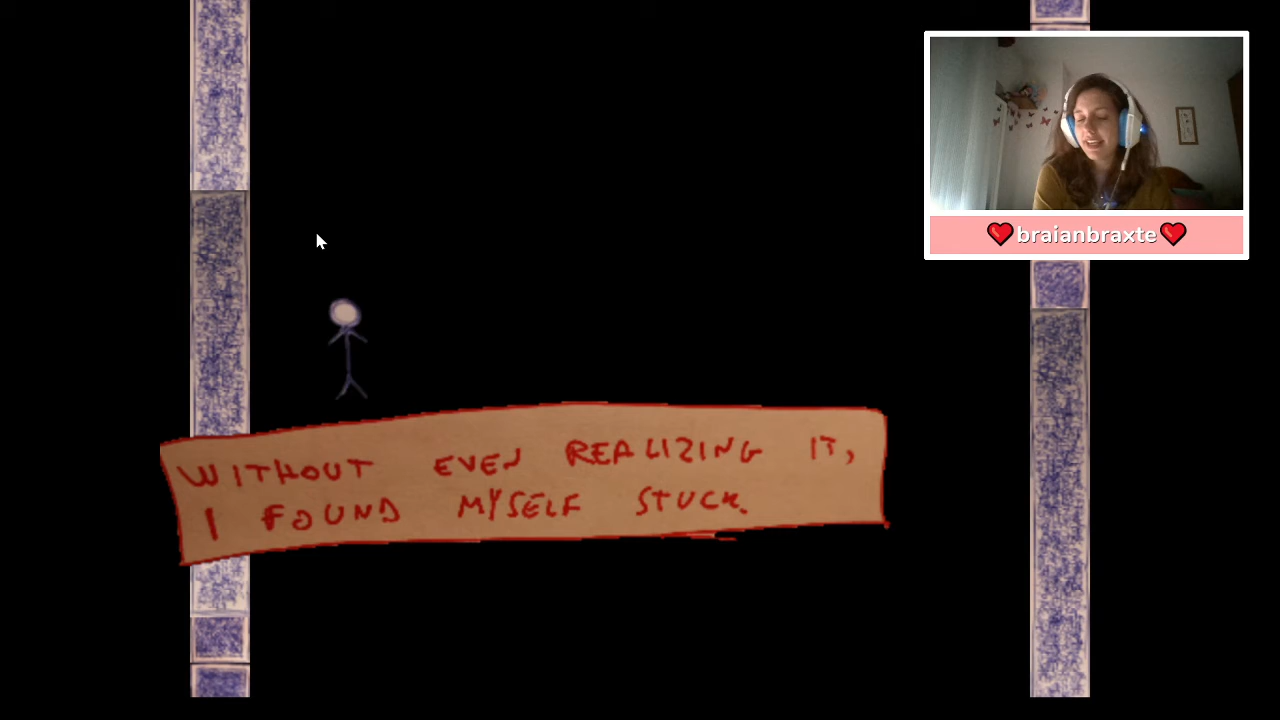 braianbraxte
WITHOUT EVEN REALIZING IT,
I FOUND MYSELF STUCK.